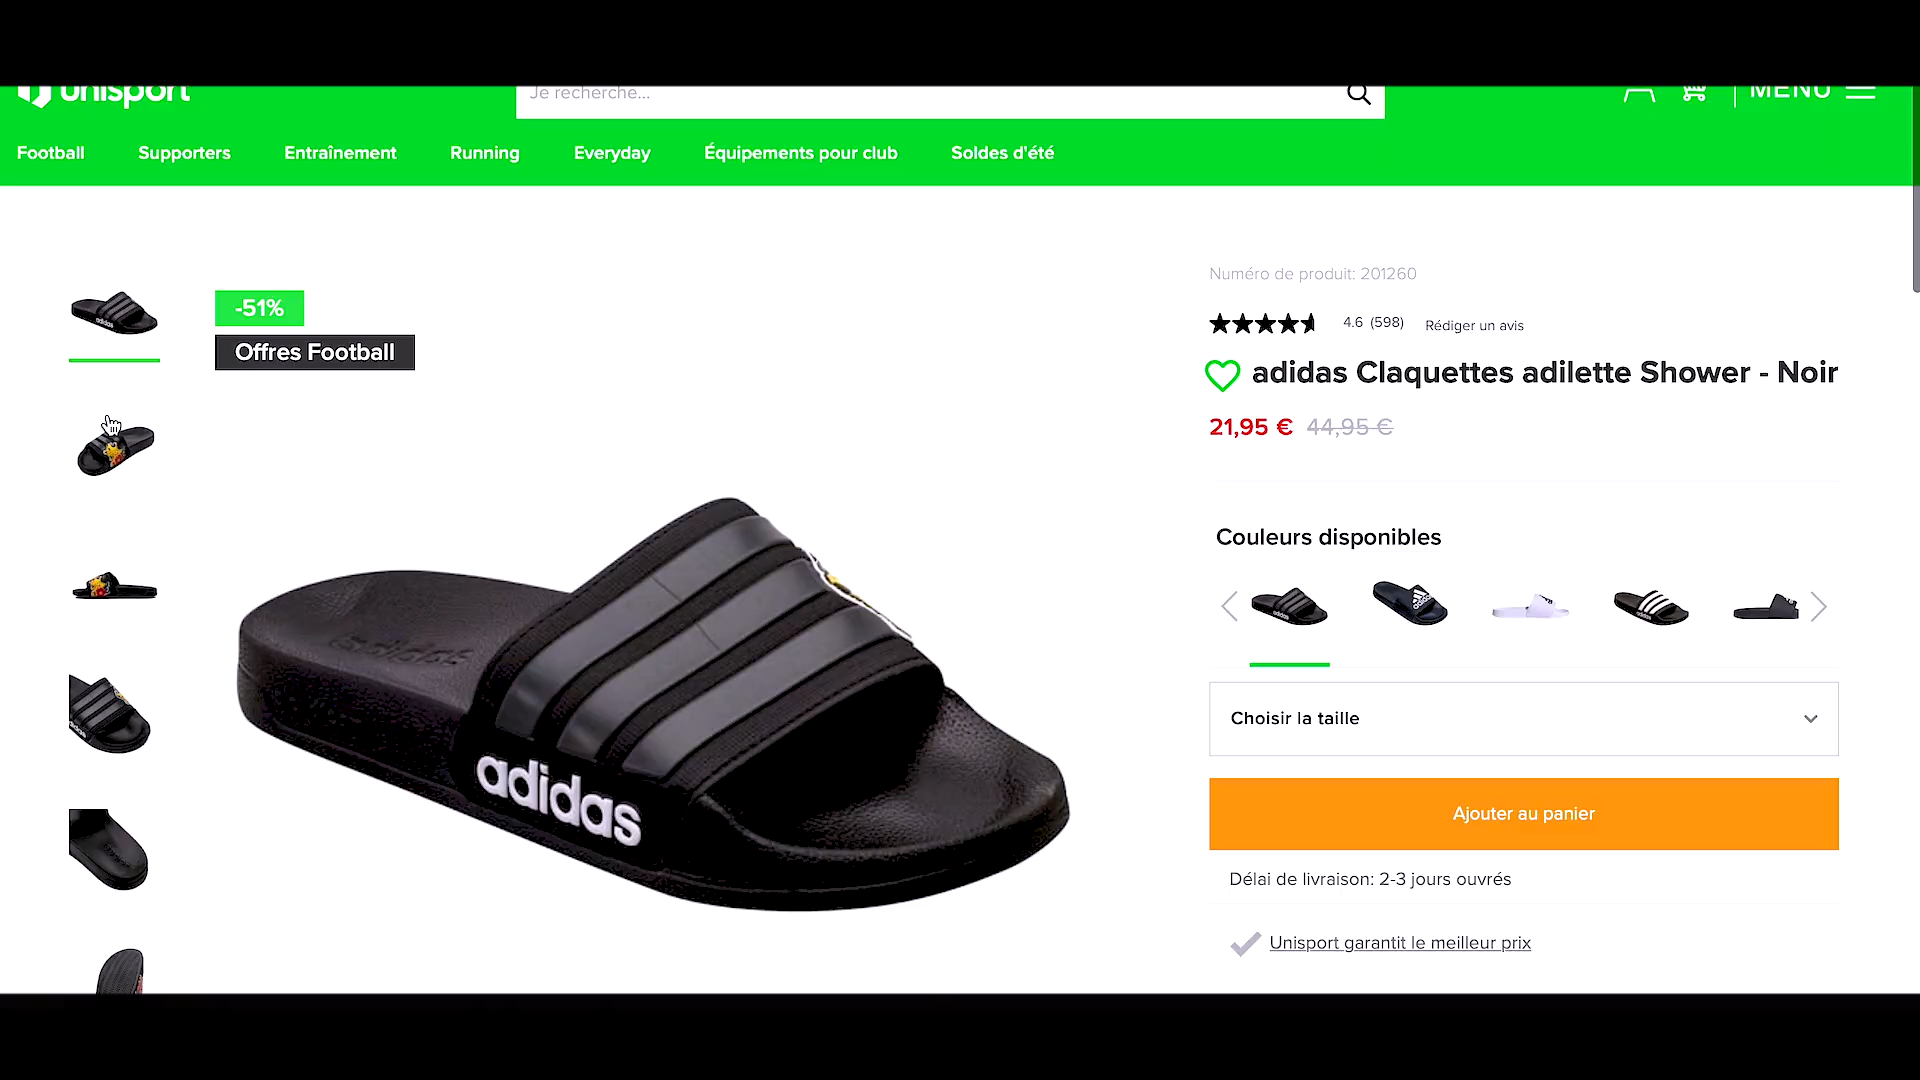 unisport
Je recherche...
MENU
Football
Supporters
Entraînement
Running
Everyday
Équipements pour club
Soldes d'été
-51%
Offres Football
adidas
Numéro de produit: 201260
4.6 (598)
Rédiger un avis
adidas Claquettes adilette Shower - Noir
21,95 € 44,95 €
Couleurs disponibles
Choisir la taille
Ajouter au panier
Délai de livraison: 2-3 jours ouvrés
Unisport garantit le meilleur prix